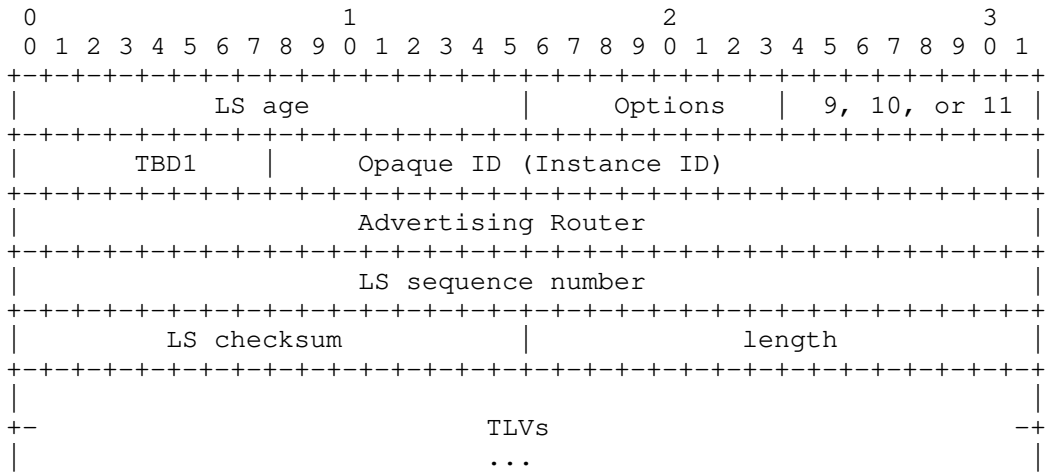 0                   1                   2                   3
 0 1 2 3 4 5 6 7 8 9 0 1 2 3 4 5 6 7 8 9 0 1 2 3 4 5 6 7 8 9 0 1
+-+-+-+-+-+-+-+-+-+-+-+-+-+-+-+-+-+-+-+-+-+-+-+-+-+-+-+-+-+-+-+-+
|            LS age             |     Options   |  9, 10, or 11 |
+-+-+-+-+-+-+-+-+-+-+-+-+-+-+-+-+-+-+-+-+-+-+-+-+-+-+-+-+-+-+-+-+
|       TBD1    |     Opaque ID (Instance ID)                   |
+-+-+-+-+-+-+-+-+-+-+-+-+-+-+-+-+-+-+-+-+-+-+-+-+-+-+-+-+-+-+-+-+
|                     Advertising Router                        |
+-+-+-+-+-+-+-+-+-+-+-+-+-+-+-+-+-+-+-+-+-+-+-+-+-+-+-+-+-+-+-+-+
|                     LS sequence number                        |
+-+-+-+-+-+-+-+-+-+-+-+-+-+-+-+-+-+-+-+-+-+-+-+-+-+-+-+-+-+-+-+-+
|         LS checksum           |             length            |
+-+-+-+-+-+-+-+-+-+-+-+-+-+-+-+-+-+-+-+-+-+-+-+-+-+-+-+-+-+-+-+-+
|                                                               |
+-                            TLVs                             -+
|                             ...                               |